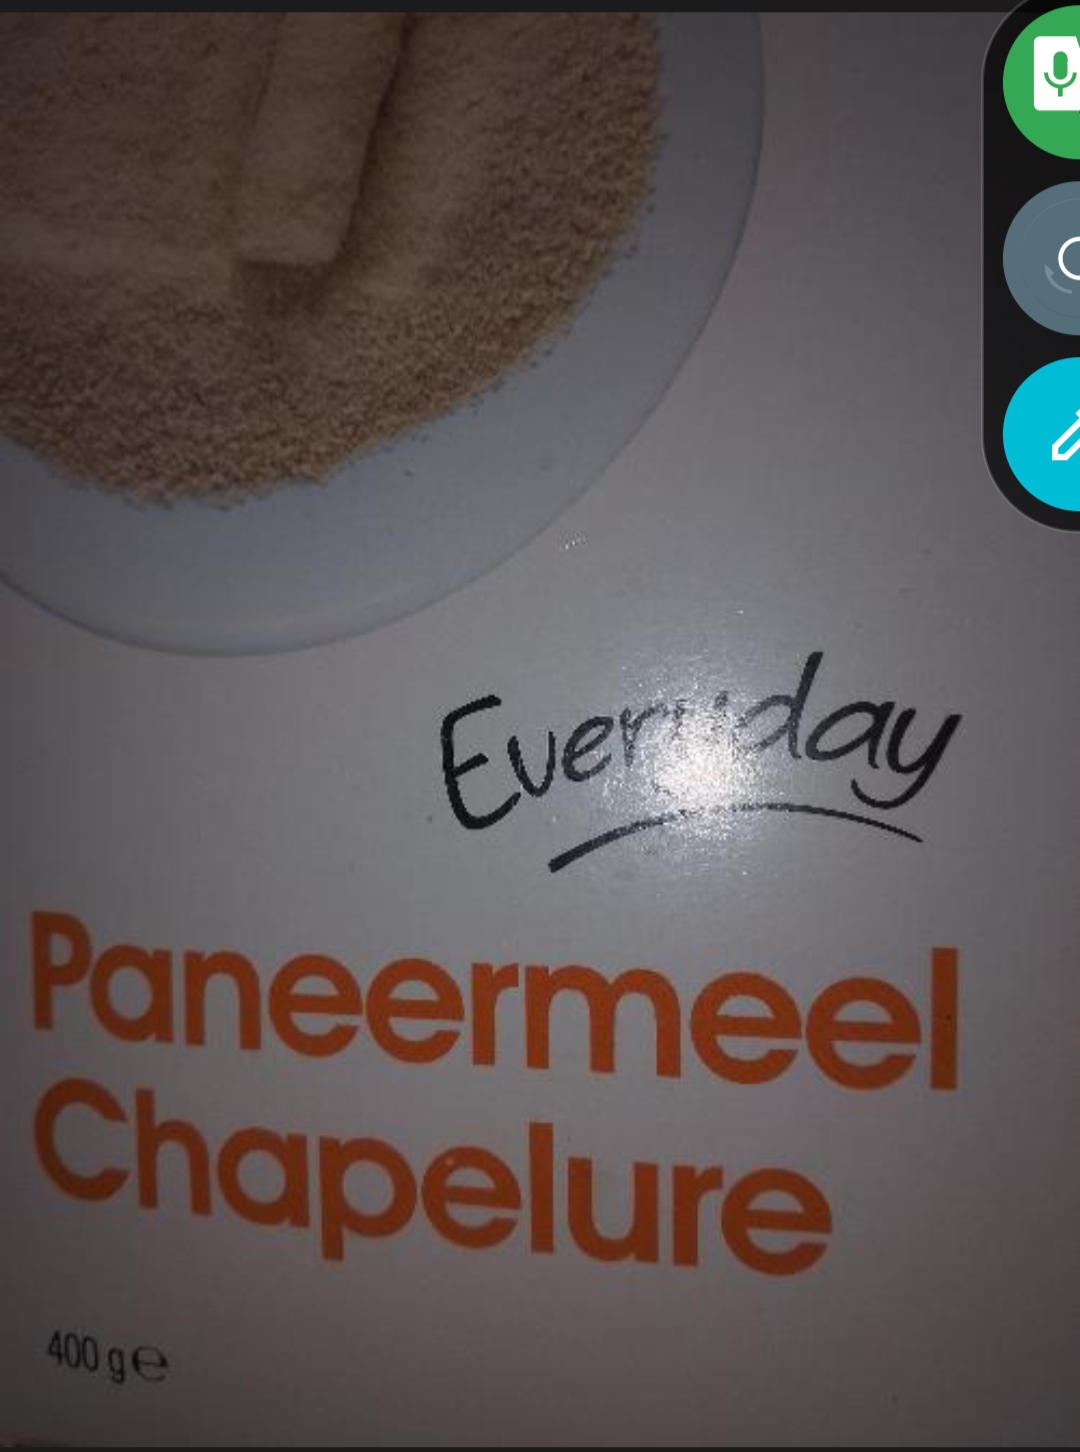 Everyday
Paneermeel
Chapelure
400 g ℮